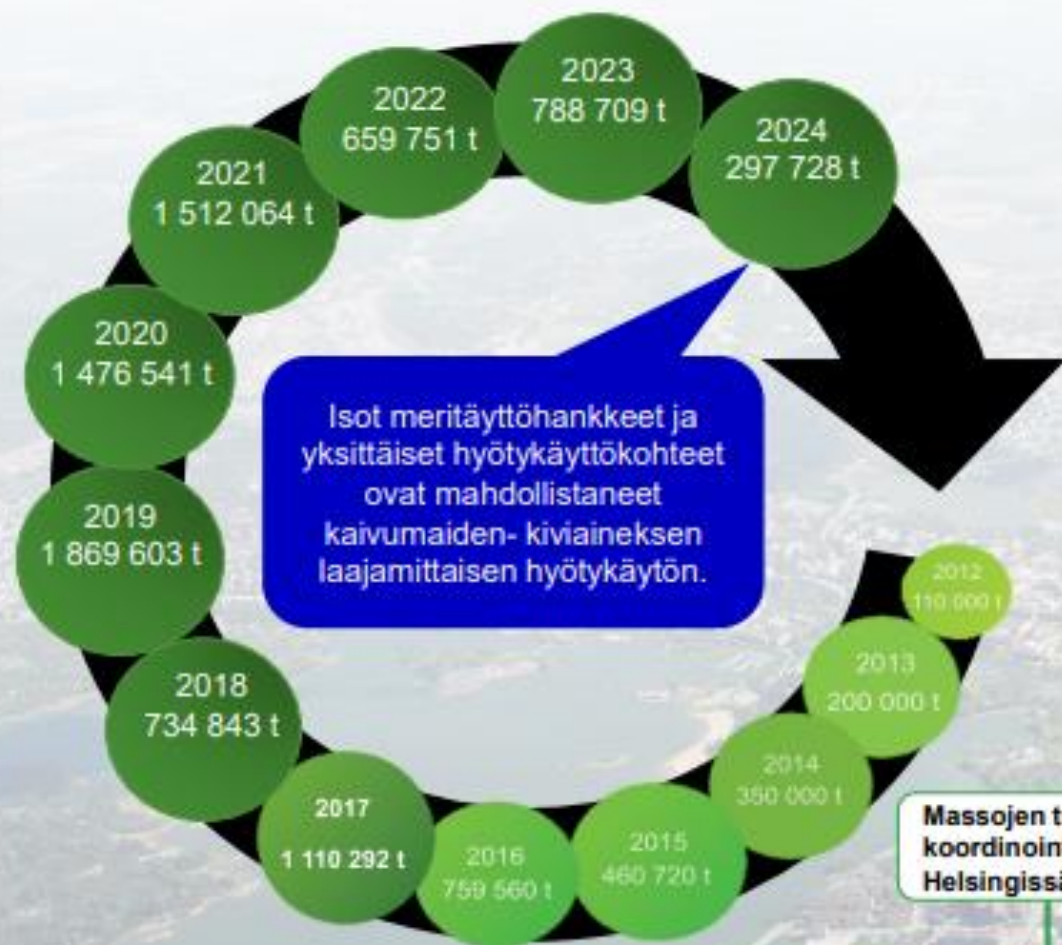 2023
788 709 t
2022
659 751 t
2024
297 728 t
2021
1 512 064 t
2020
1 476 541 t
Isot meritäyttöhankkeet ja
yksittäiset hyötykäyttökohteet
ovat mahdollistaneet
kaivumaiden- kiviaineksen
laajamittaisen hyötykäytön.
2019
1 869 603 t
2012
110 000 t
2013
200 000 t
2018
734 843 t
2014
350 000 t
2017
1 110 292 t
2016
759 560 t
2015
460 720 t
Massojen